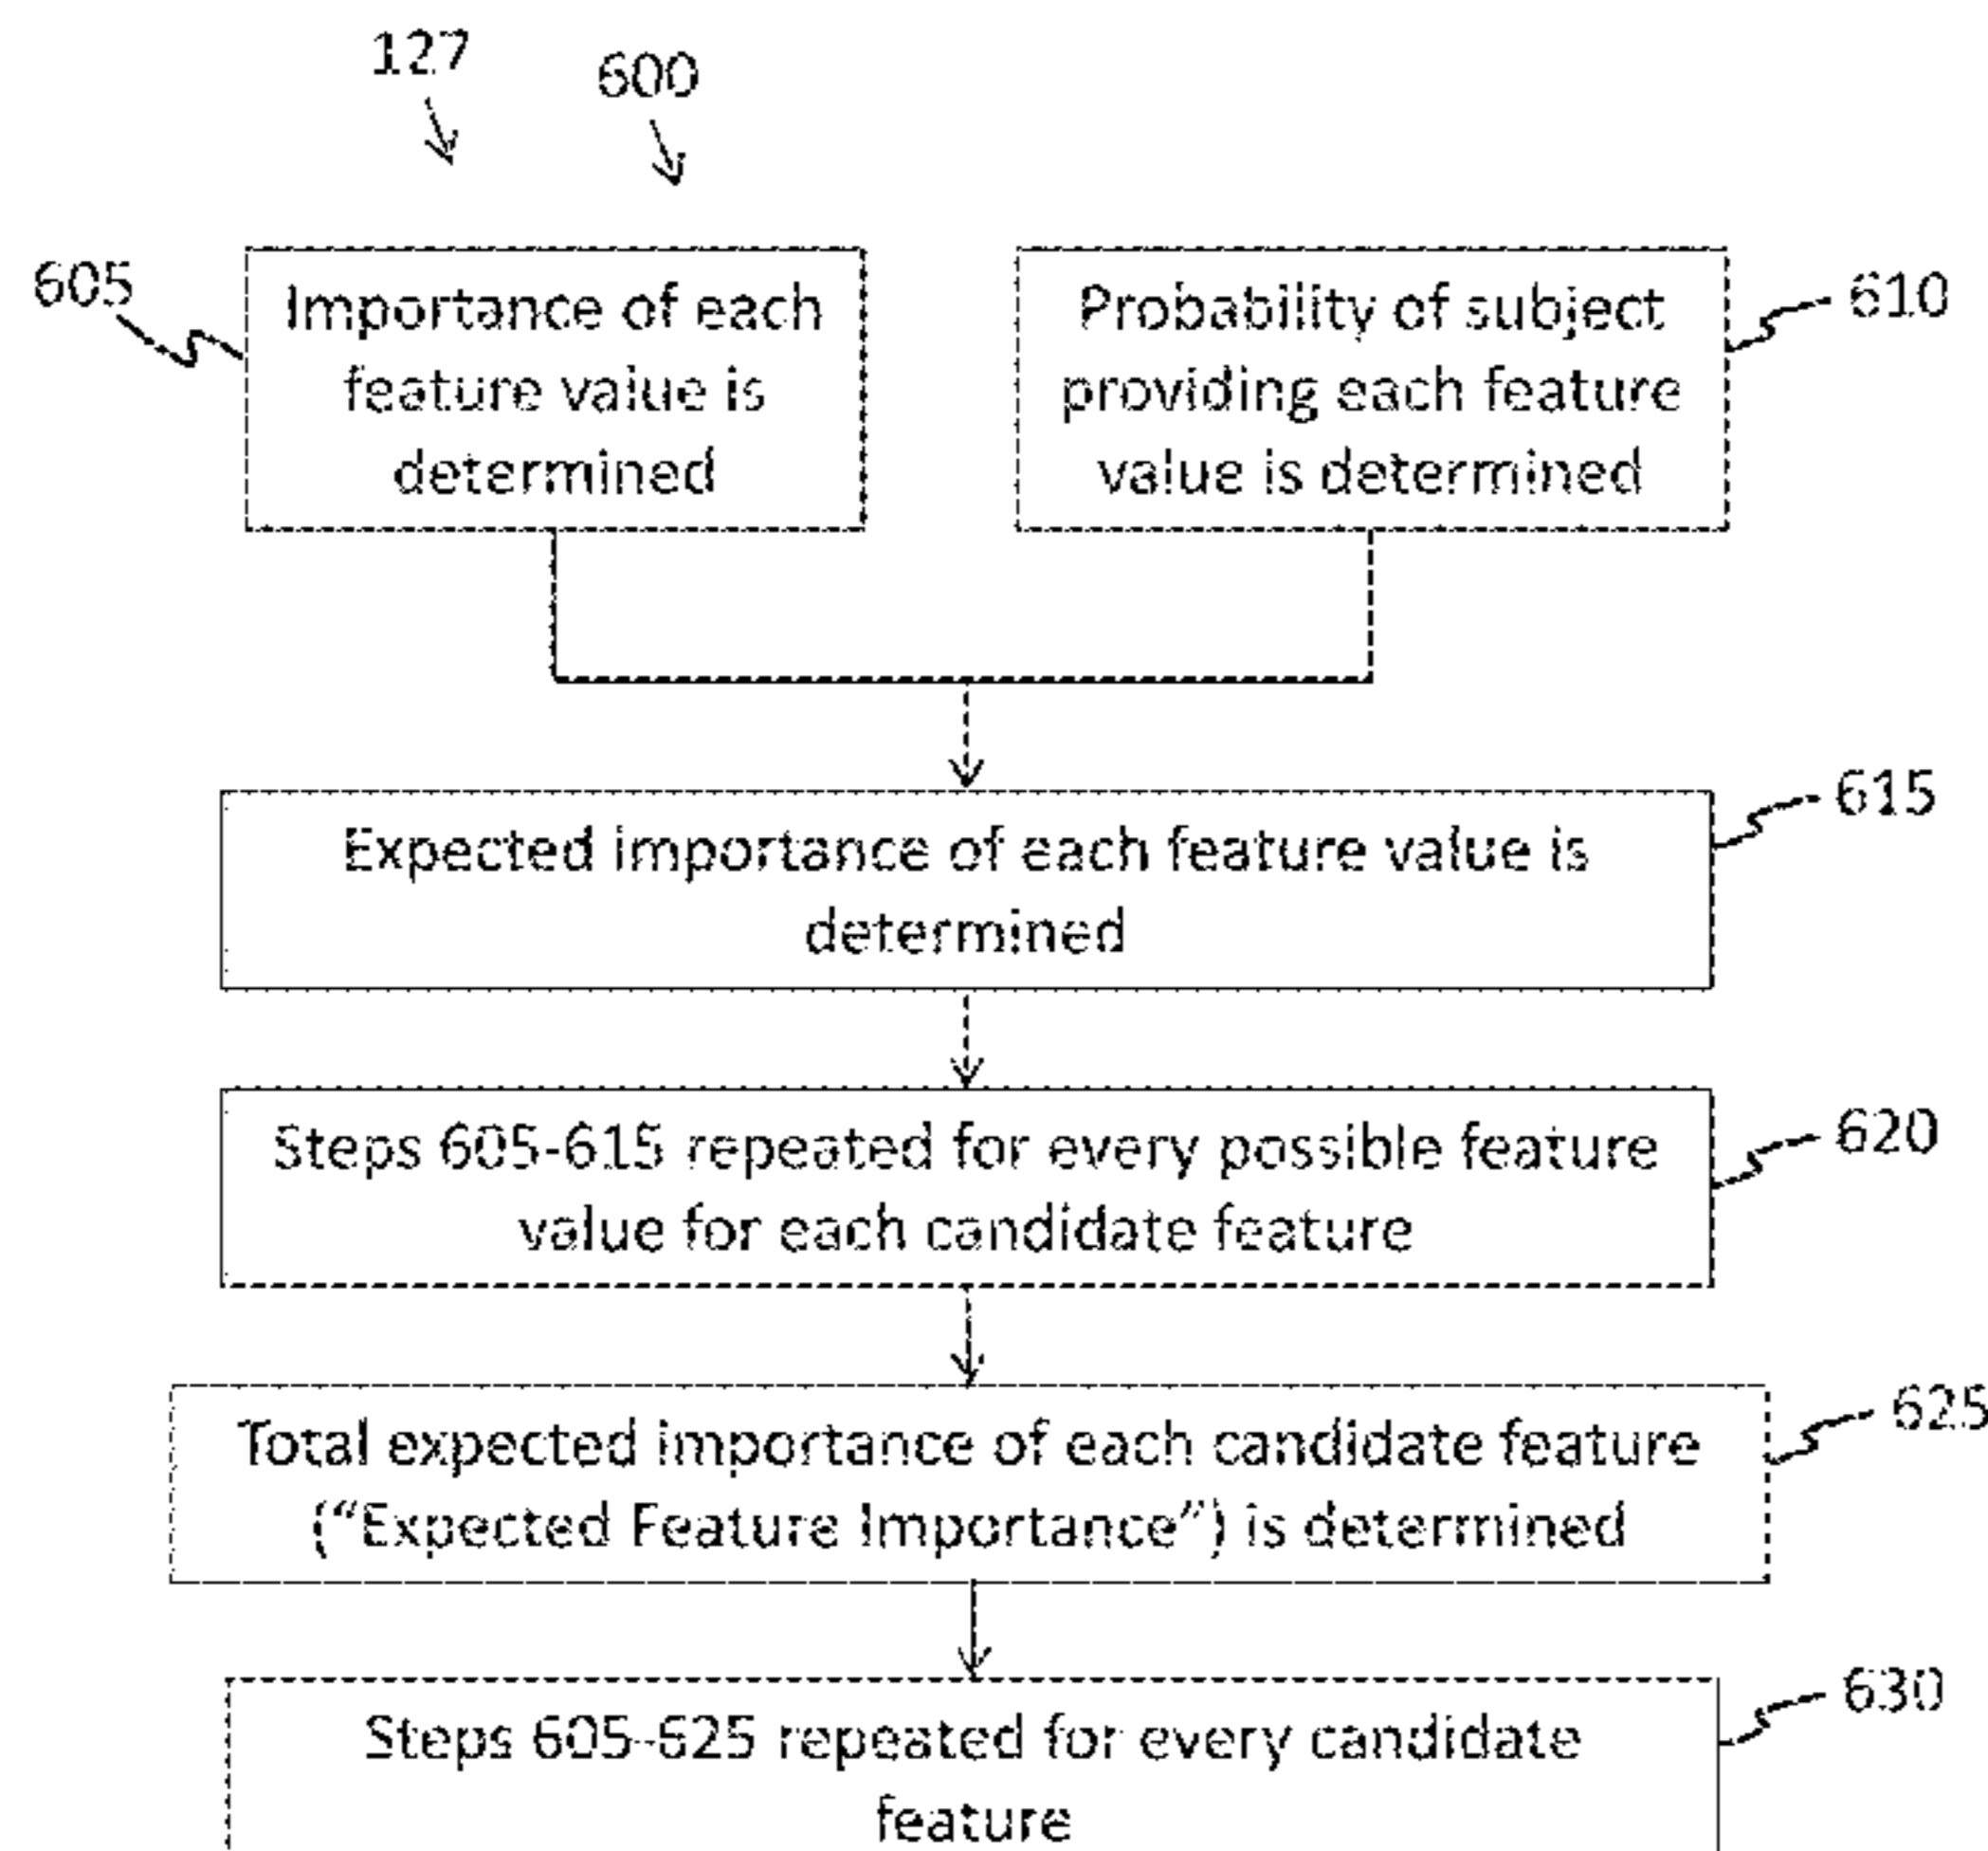 127
600
605
Importance of each
feature value is
determined
Probability of subject
providing each feature
value is determined
610
Expected importance of each feature value is
determined
615
Steps 605-615 repeated for every possible feature
value for each candidate feature
620
Total expected importance of each candidate feature
(“Expected Feature Importance”) is determined
625
Steps 605-625 repeated for every candidate
feature
630